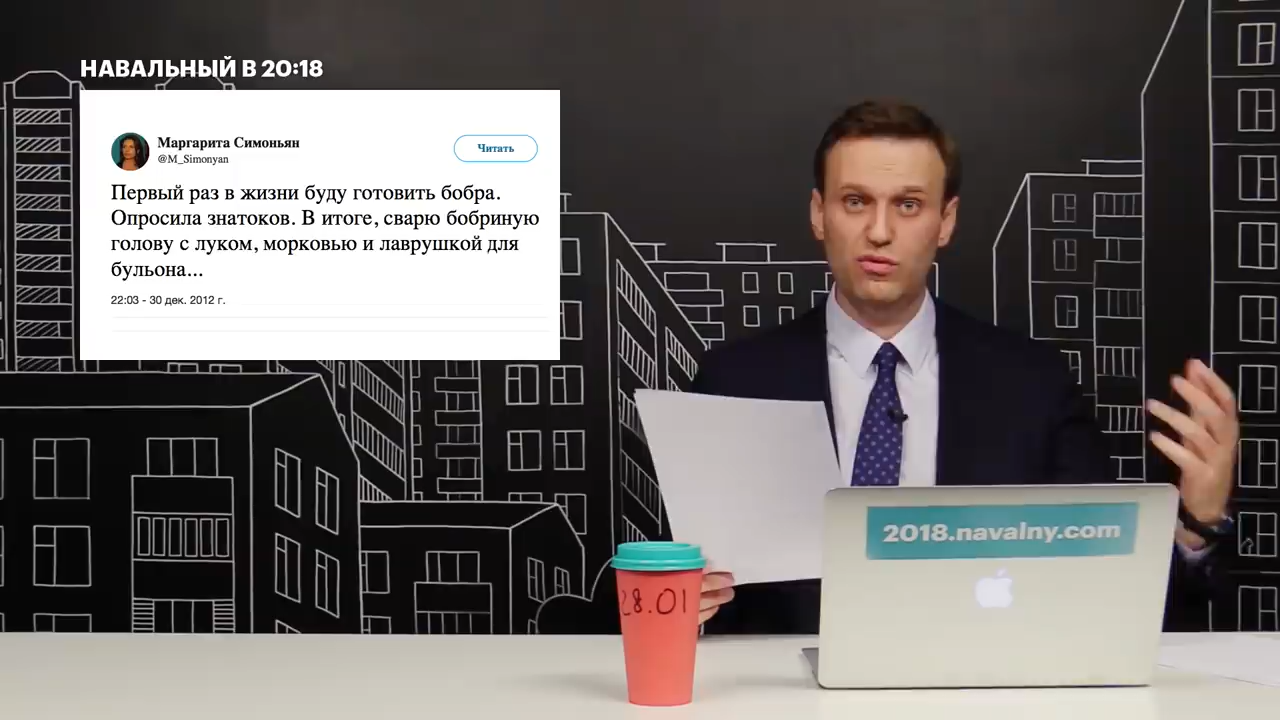 НАВАЛЬНЫЙ В 20:18
Маргарита Симоньян
@M_Simonyan
Читать
Первый раз в жизни буду готовить бобра.
Опросила знатоков. В итоге, сварю бобриную
голову с луком, морковью и лаврушкой для
бульона...
22:03 - 30 дек. 2012 г.
2018.navalny.com
28.01